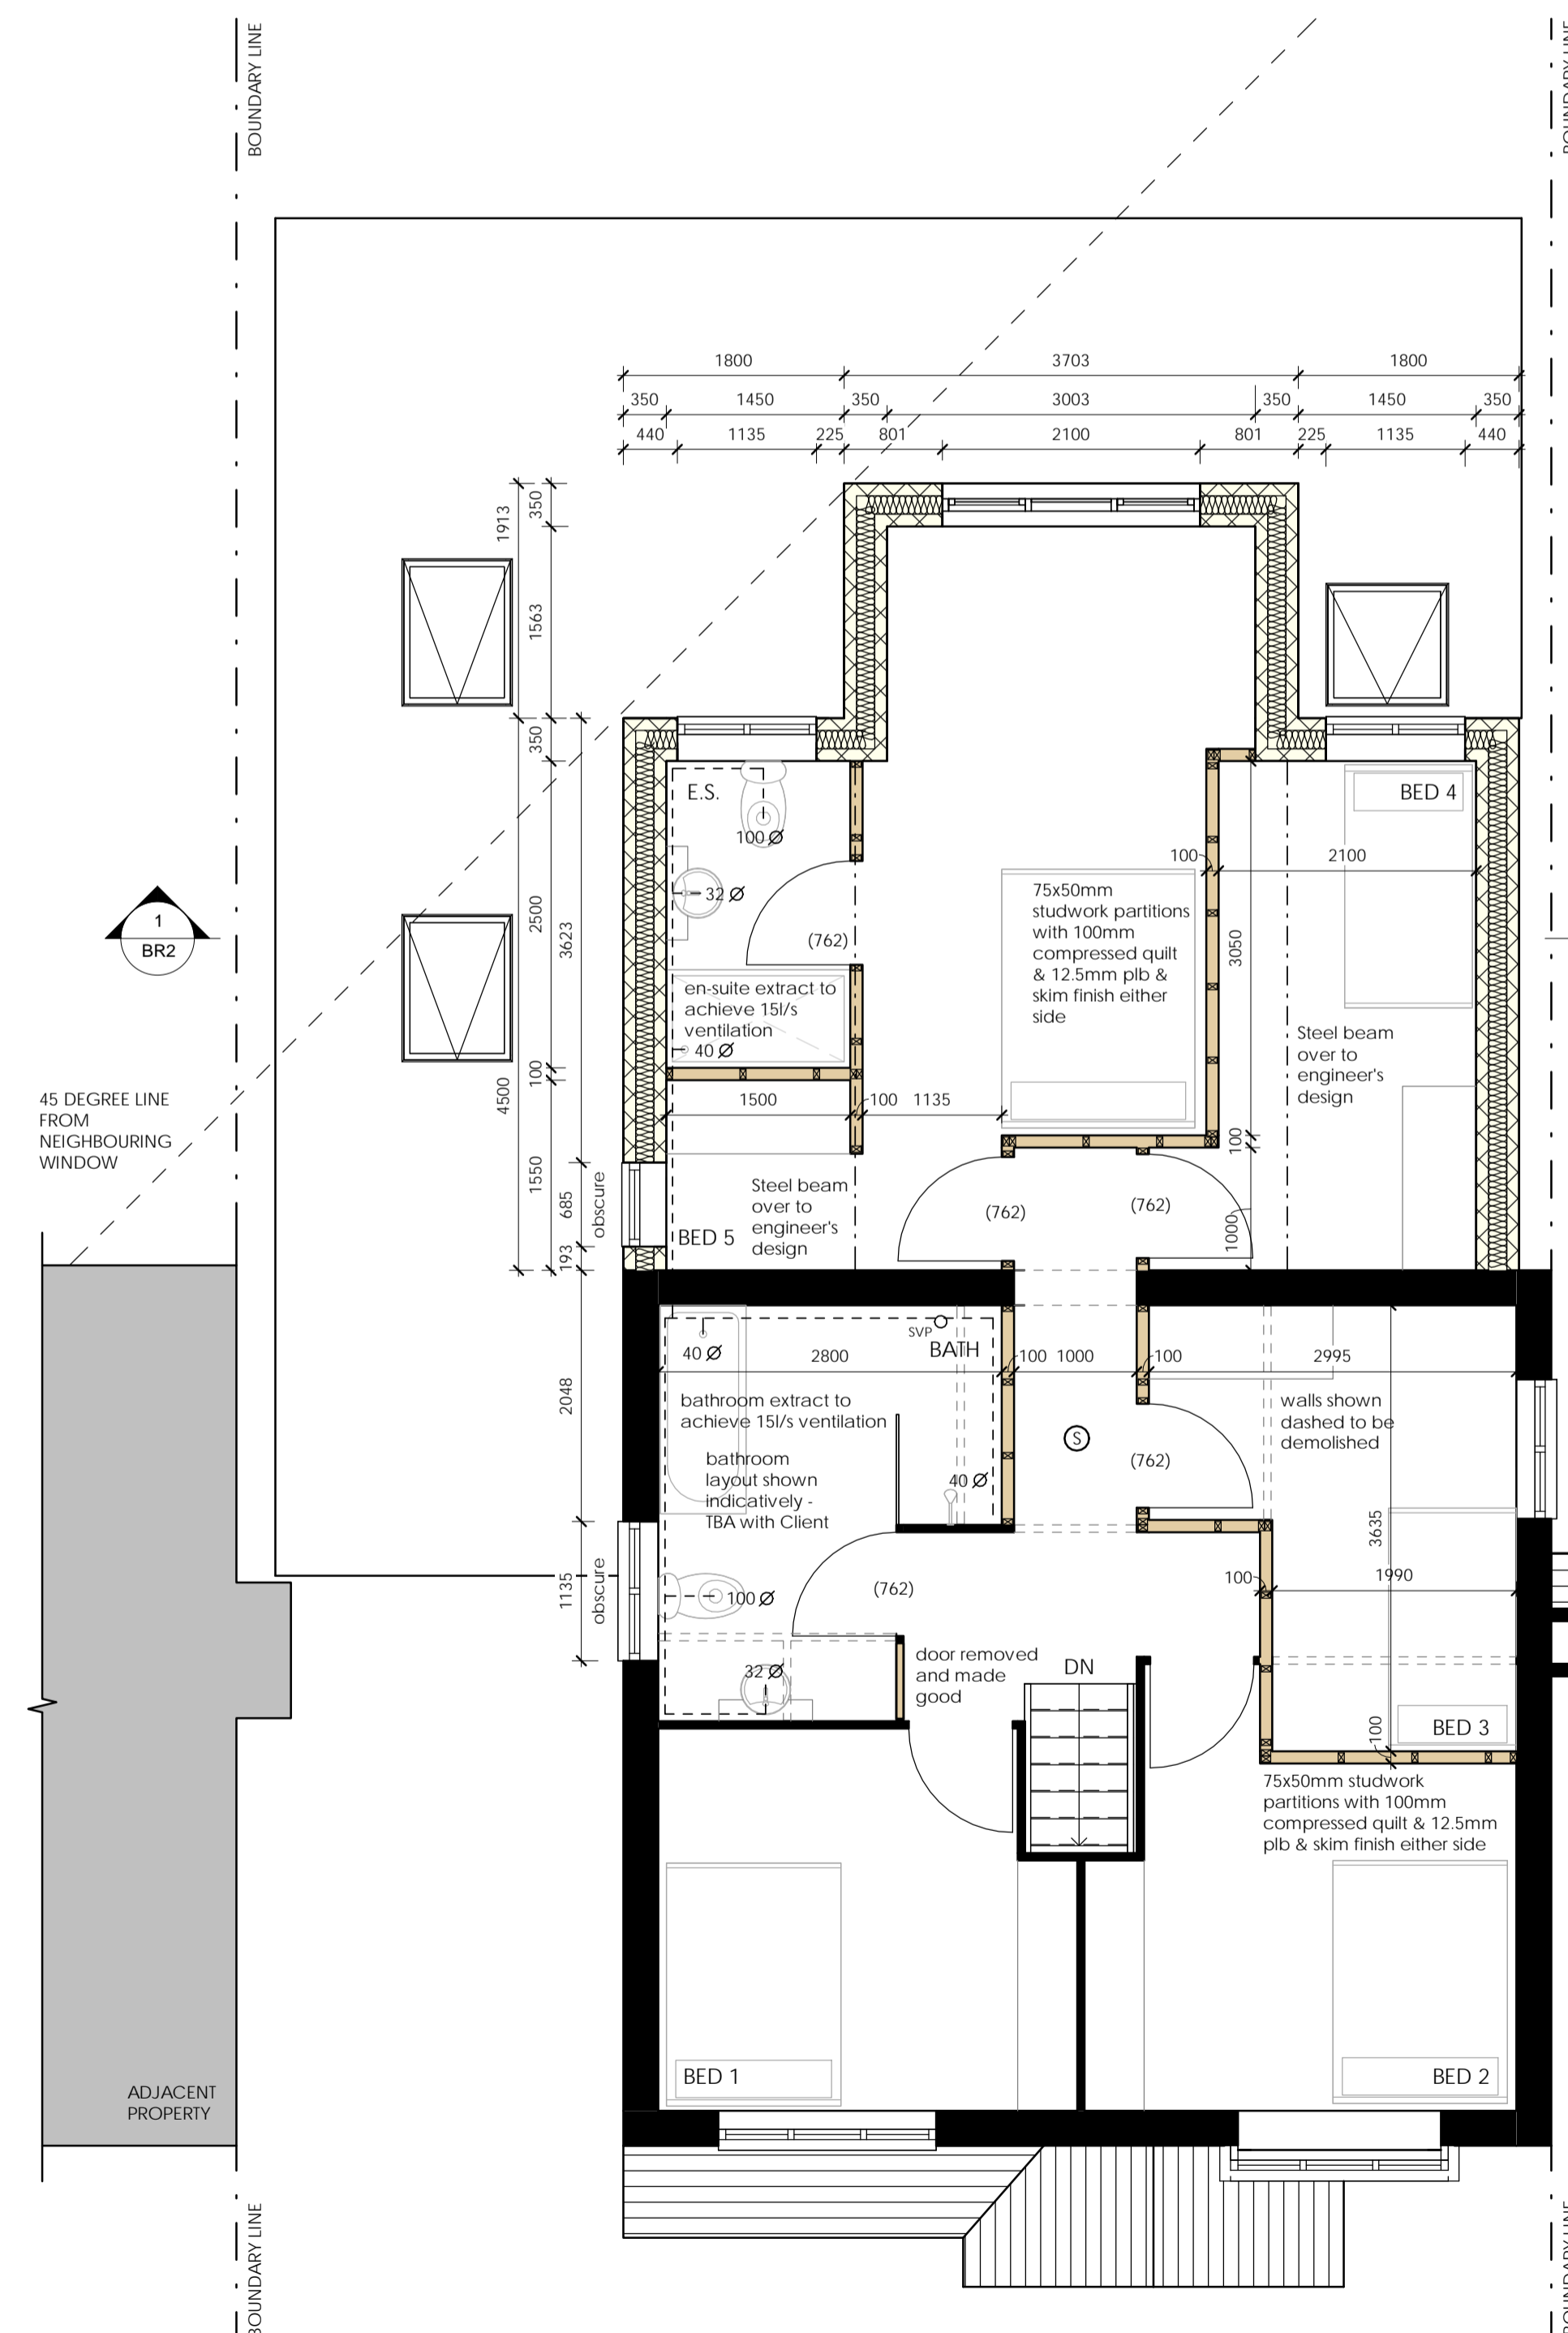 BOUNDARY LINE
BOUNDARY LINE
1800 3703 1800
350 1450 350 3003 350 1450 350
440 1135 225 801 2100 801 225 1135 440
1913
350
1563
350
E.S.
100 Ø
32 Ø
(762)
2500
3623
en-suite extract to
achieve 15l/s
ventilation
40 Ø
75x50mm
studwork partitions
with 100mm
compressed quilt
& 12.5mm plb &
skim finish either
side
BED 4
100
2100
3050
Steel beam
over to
engineer's
design
1
BR2
45 DEGREE LINE
FROM
NEIGHBOURING
WINDOW
100
4500
1550
685
193
obscure
1500
100 1135
100
1000
Steel beam
over to
engineer's
design
BED 5
(762)
(762)
SVP
BATH
40 Ø
2800
100 1000
100
2995
2048
bathroom extract to
achieve 15l/s ventilation
bathroom
layout shown
indicatively -
TBA with Client
40 Ø
S
(762)
walls shown
dashed to be
demolished
3635
1135
obscure
100 Ø
(762)
100
1990
32 Ø
door removed
and made
good
DN
100
BED 3
75x50mm studwork
partitions with 100mm
compressed quilt & 12.5mm
plb & skim finish either side
BED 1
BED 2
ADJACENT
PROPERTY
BOUNDARY LINE
BOUNDARY LINE